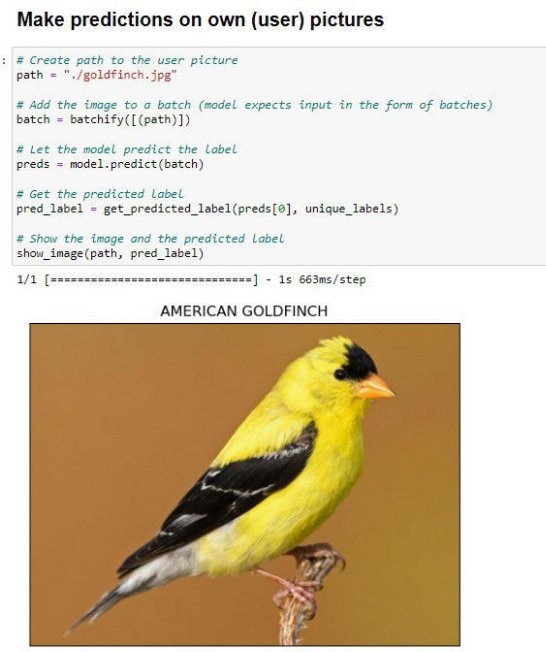 Make predictions on own (user) pictures
: # Create path to the user picture
path = "./goldfinch.jpg"
# Add the image to a batch (model expects input in the form of batches)
batch = batchify([(path)])
# Let the model predict the label
preds = model.predict(batch)
# Get the predicted label
pred_label = get_predicted_label(preds[0], unique_labels)
# Show the image and the predicted label
show_image(path, pred_label)
1/1 [==============================] - 1s 663ms/step
AMERICAN GOLDFINCH